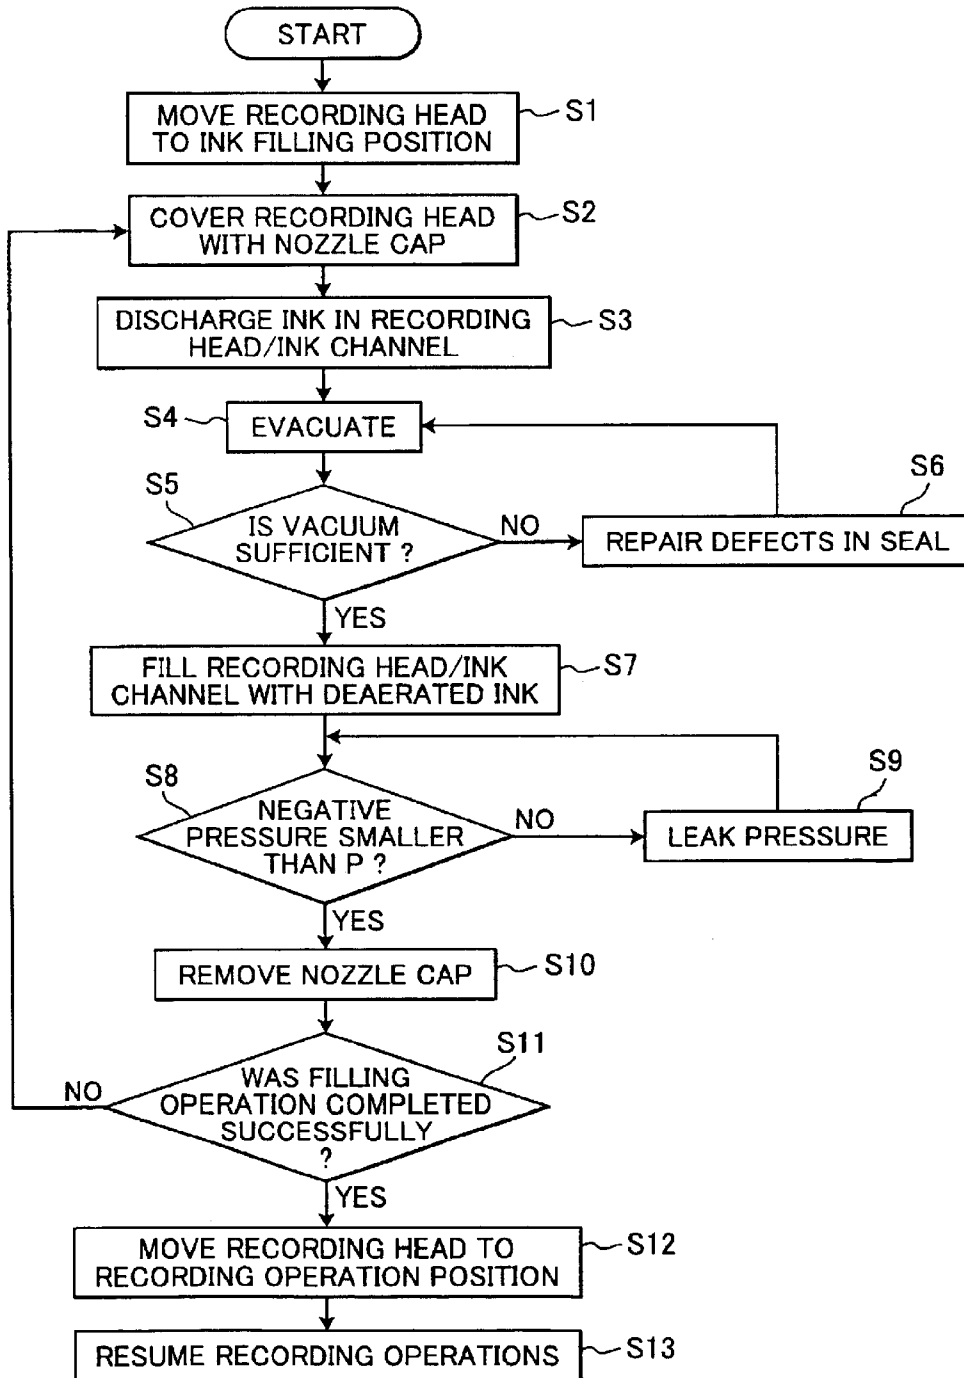 START
MOVE RECORDING HEAD
TO INK FILLING POSITION
S1
COVER RECORDING HEAD
WITH NOZZLE CAP
S2
DISCHARGE INK IN RECORDING
HEAD/INK CHANNEL
S3
S4
EVACUATE
S5
IS VACUUM
SUFFICIENT ?
NO
S6
REPAIR DEFECTS IN SEAL
YES
FILL RECORDING HEAD/INK
CHANNEL WITH DEAERATED INK
S7
S8
NEGATIVE
PRESSURE SMALLER
THAN P ?
NO
S9
LEAK PRESSURE
YES
REMOVE NOZZLE CAP
S10
S11
WAS FILLING
OPERATION COMPLETED
SUCCESSFULLY
?
NO
YES
MOVE RECORDING HEAD TO
RECORDING OPERATION POSITION
S12
RESUME RECORDING OPERATIONS
S13